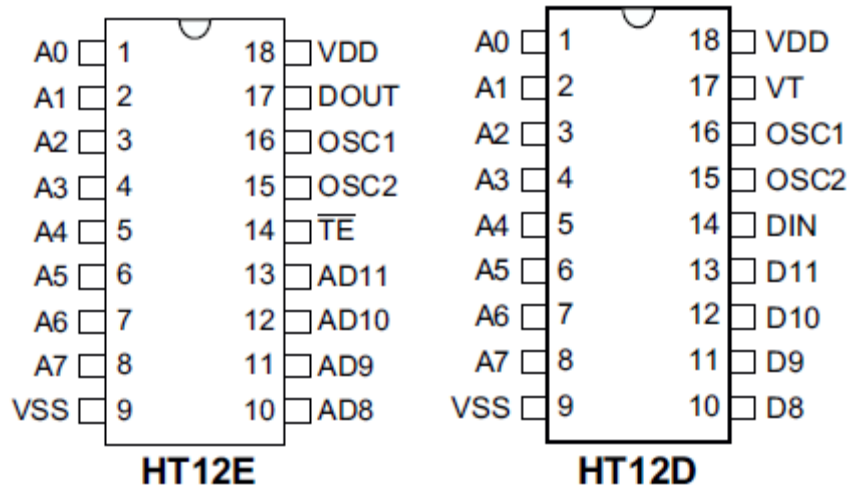 A0 1 18 VDD
A1 2 17 DOUT
A2 3 16 OSC1
A3 4 15 OSC2
A4 5 14 T̅E̅
A5 6 13 AD11
A6 7 12 AD10
A7 8 11 AD9
VSS 9 10 AD8
HT12E
A0 1 18 VDD
A1 2 17 VT
A2 3 16 OSC1
A3 4 15 OSC2
A4 5 14 DIN
A5 6 13 D11
A6 7 12 D10
A7 8 11 D9
VSS 9 10 D8
HT12D